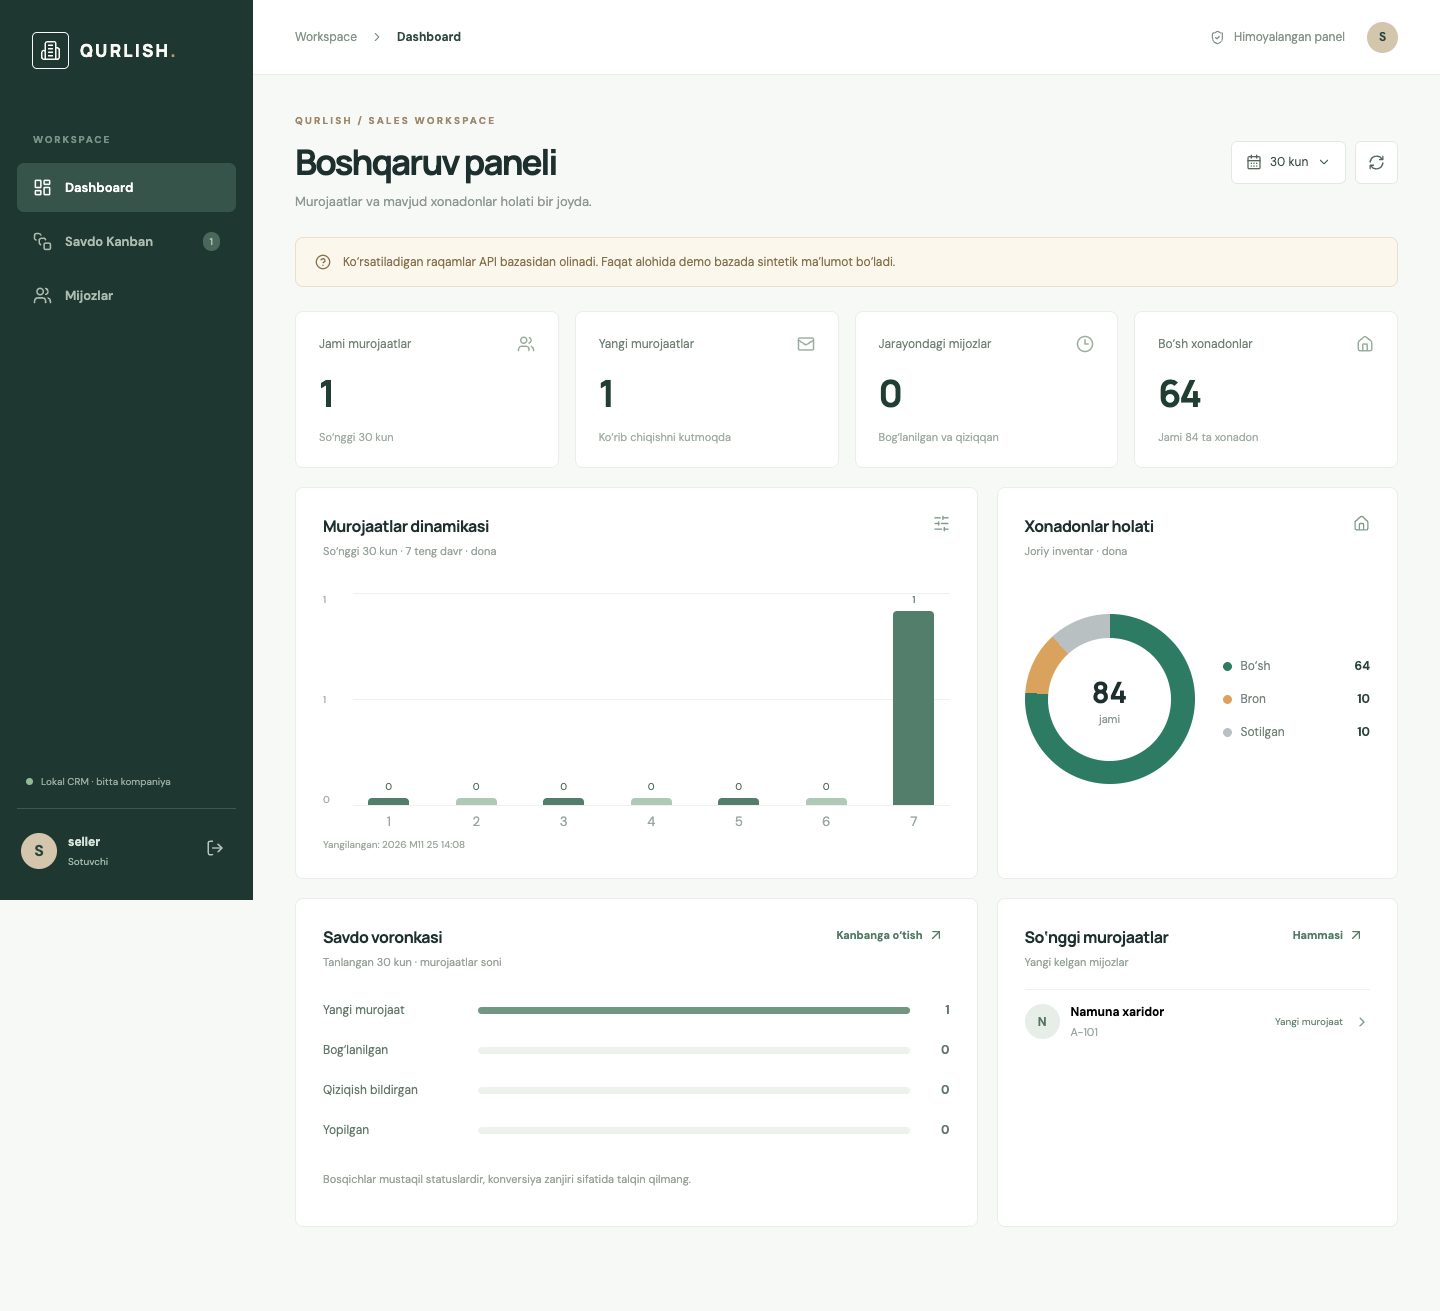 QURLISH.
WORKSPACE
Dashboard
Savdo Kanban 1
Mijozlar
Lokal CRM · bitta kompaniya
S
seller
Sotuvchi
Workspace > Dashboard
Himoyalangan panel
S
QURLISH / SALES WORKSPACE
Boshqaruv paneli
30 kun
Murojaatlar va mavjud xonadonlar holati bir joyda.
Ko‘rsatiladigan raqamlar API bazasidan olinadi. Faqat alohida demo bazada sintetik ma’lumot bo‘ladi.
Jami murojaatlar
1
So‘nggi 30 kun
Yangi murojaatlar
1
Ko‘rib chiqishni kutmoqda
Jarayondagi mijozlar
0
Bog‘lanilgan va qiziqqan
Bo‘sh xonadonlar
64
Jami 84 ta xonadon
Murojaatlar dinamikasi
So‘nggi 30 kun · 7 teng davr · dona
1
1
0
0 0 0 0 0 0 1
1 2 3 4 5 6 7
Yangilangan: 2026 M11 25 14:08
Xonadonlar holati
Joriy inventar · dona
84
jami
Bo‘sh 64
Bron 10
Sotilgan 10
Savdo voronkasi
Kanbanga o‘tish
Tanlangan 30 kun · murojaatlar soni
Yangi murojaat 1
Bog‘lanilgan 0
Qiziqish bildirgan 0
Yopilgan 0
Bosqichlar mustaqil statuslardir, konversiya zanjiri sifatida talqin qilmang.
So‘nggi murojaatlar
Hammasi
Yangi kelgan mijozlar
N
Namuna xaridor
A-101
Yangi murojaat